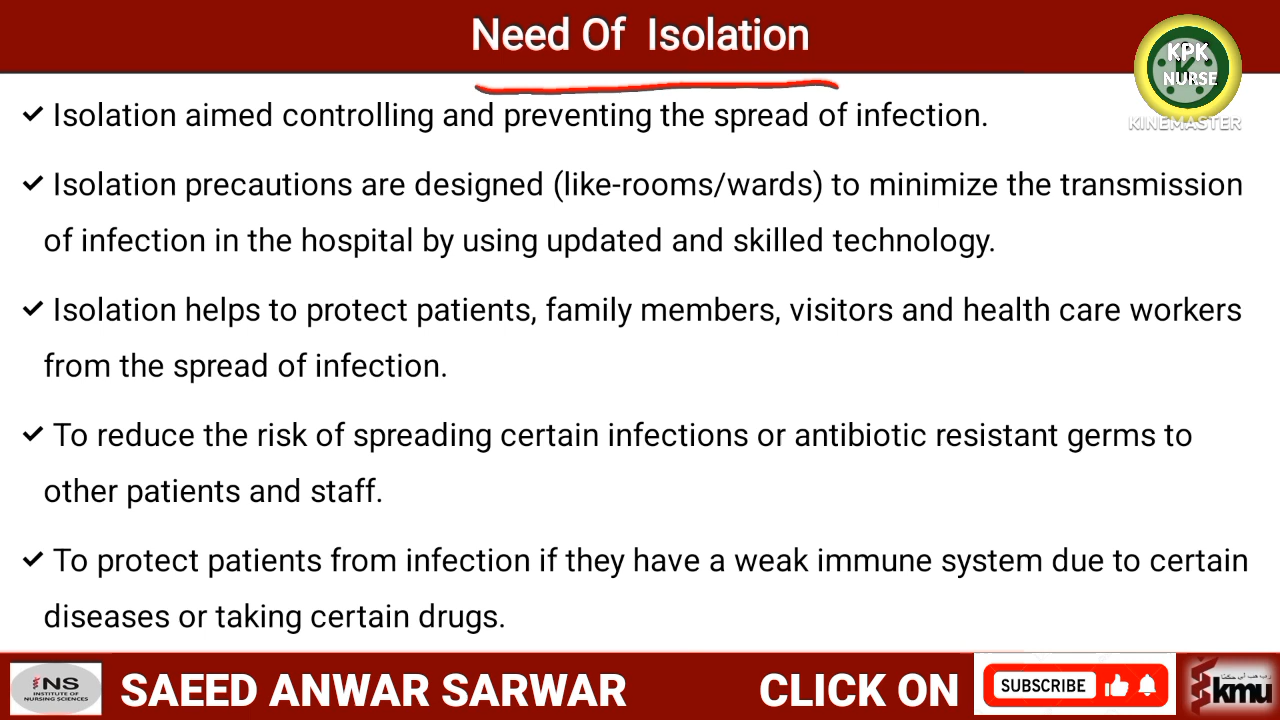 Need Of Isolation
KPK
NURSE
KINEMASTER
✓ Isolation aimed controlling and preventing the spread of infection.
✓ Isolation precautions are designed (like-rooms/wards) to minimize the transmission
of infection in the hospital by using updated and skilled technology.
✓ Isolation helps to protect patients, family members, visitors and health care workers
from the spread of infection.
✓ To reduce the risk of spreading certain infections or antibiotic resistant germs to
other patients and staff.
✓ To protect patients from infection if they have a weak immune system due to certain
diseases or taking certain drugs.
INS
INSTITUTE OF
NURSING SCIENCES
SAEED ANWAR SARWAR
CLICK ON
SUBSCRIBE
kmu